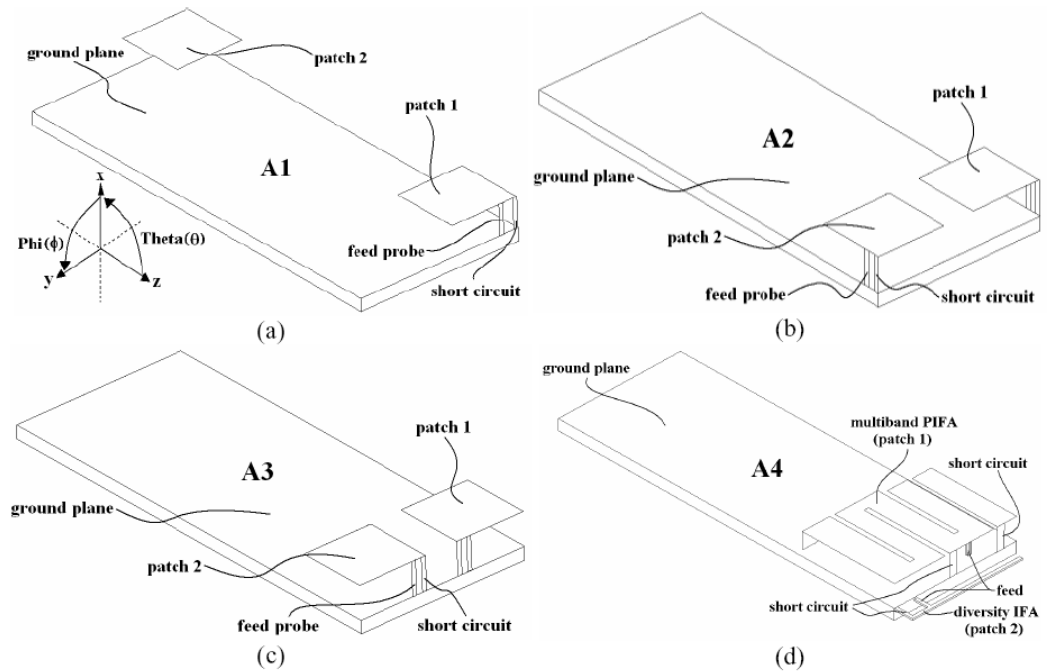 ground plane
patch 2
patch 1
A1
x
Phi(ϕ)
Theta(θ)
y
z
feed probe
short circuit
(a)
patch 1
A2
ground plane
patch 2
feed probe
short circuit
(b)
patch 1
A3
ground plane
patch 2
feed probe
short circuit
(c)
ground plane
multiband PIFA
(patch 1)
short circuit
A4
short circuit
feed
diversity IFA
(patch 2)
(d)